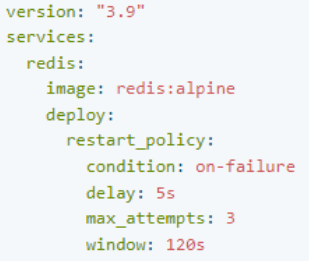 version: "3.9"
services:
  redis:
    image: redis:alpine
    deploy:
      restart_policy:
        condition: on-failure
        delay: 5s
        max_attempts: 3
        window: 120s